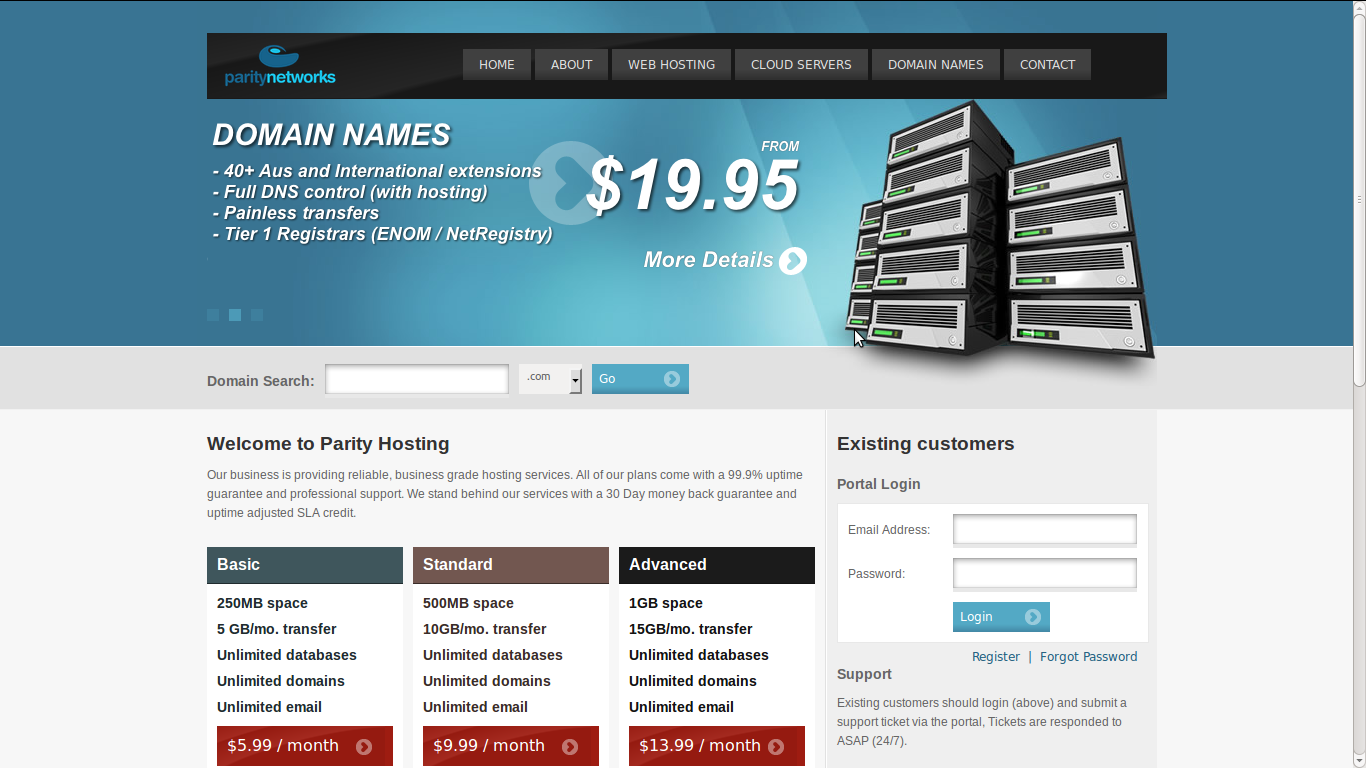 paritynetworks
HOME
ABOUT
WEB HOSTING
CLOUD SERVERS
DOMAIN NAMES
CONTACT
DOMAIN NAMES
- 40+ Aus and International extensions
- Full DNS control (with hosting)
- Painless transfers
- Tier 1 Registrars (ENOM / NetRegistry)
FROM
$19.95
More Details
Domain Search:
.com
Go
Welcome to Parity Hosting
Our business is providing reliable, business grade hosting services. All of our plans come with a 99.9% uptime
guarantee and professional support. We stand behind our services with a 30 Day money back guarantee and
uptime adjusted SLA credit.
Basic
250MB space
5 GB/mo. transfer
Unlimited databases
Unlimited domains
Unlimited email
$5.99 / month
Standard
500MB space
10GB/mo. transfer
Unlimited databases
Unlimited domains
Unlimited email
$9.99 / month
Advanced
1GB space
15GB/mo. transfer
Unlimited databases
Unlimited domains
Unlimited email
$13.99 / month
Existing customers
Portal Login
Email Address:
Password:
Login
Register | Forgot Password
Support
Existing customers should login (above) and submit a
support ticket via the portal, Tickets are responded to
ASAP (24/7).